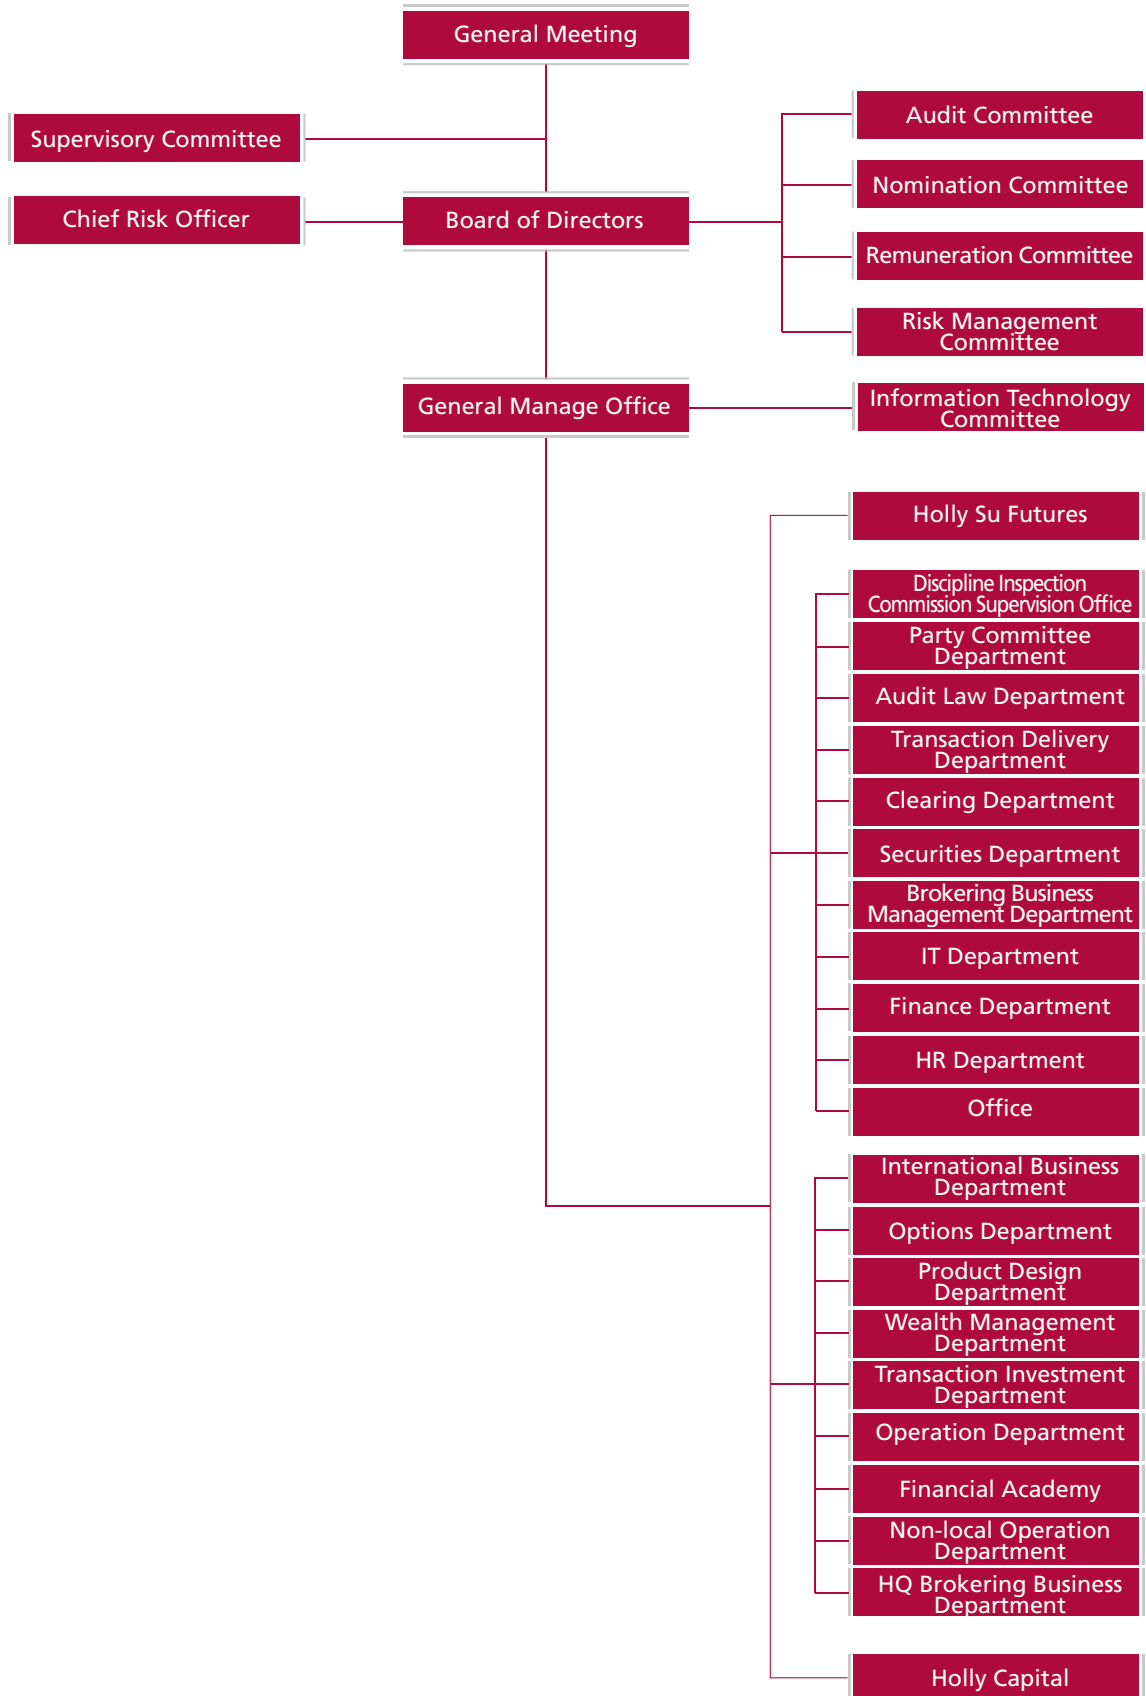 General Meeting
Supervisory Committee
Audit Committee
Nomination Committee
Chief Risk Officer
Board of Directors
Remuneration Committee
Risk Management
Committee
General Manage Office
Information Technology
Committee
Holly Su Futures
Discipline Inspection
Commission Supervision Office
Party Committee
Department
Audit Law Department
Transaction Delivery
Department
Clearing Department
Securities Department
Brokering Business
Management Department
IT Department
Finance Department
HR Department
Office
International Business
Department
Options Department
Product Design
Department
Wealth Management
Department
Transaction Investment
Department
Operation Department
Financial Academy
Non-local Operation
Department
HQ Brokering Business
Department
Holly Capital